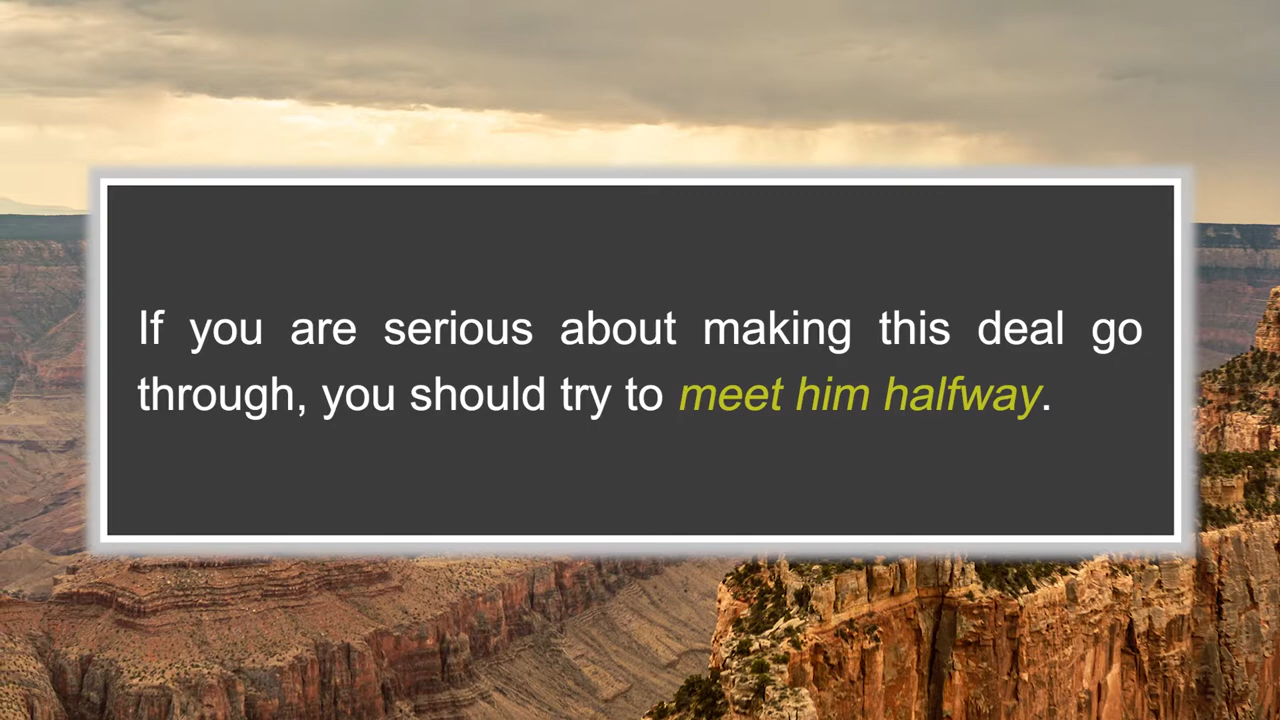 If you are serious about making this deal go
through, you should try to meet him halfway.